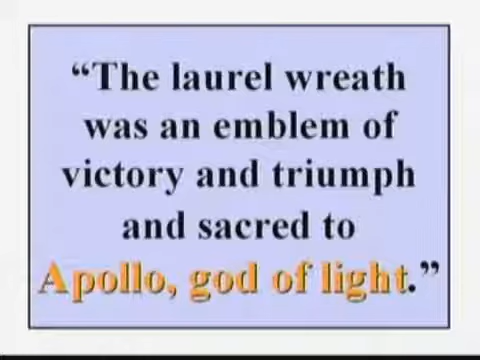 “The laurel wreath
was an emblem of
victory and triumph
and sacred to
Apollo, god of light.”